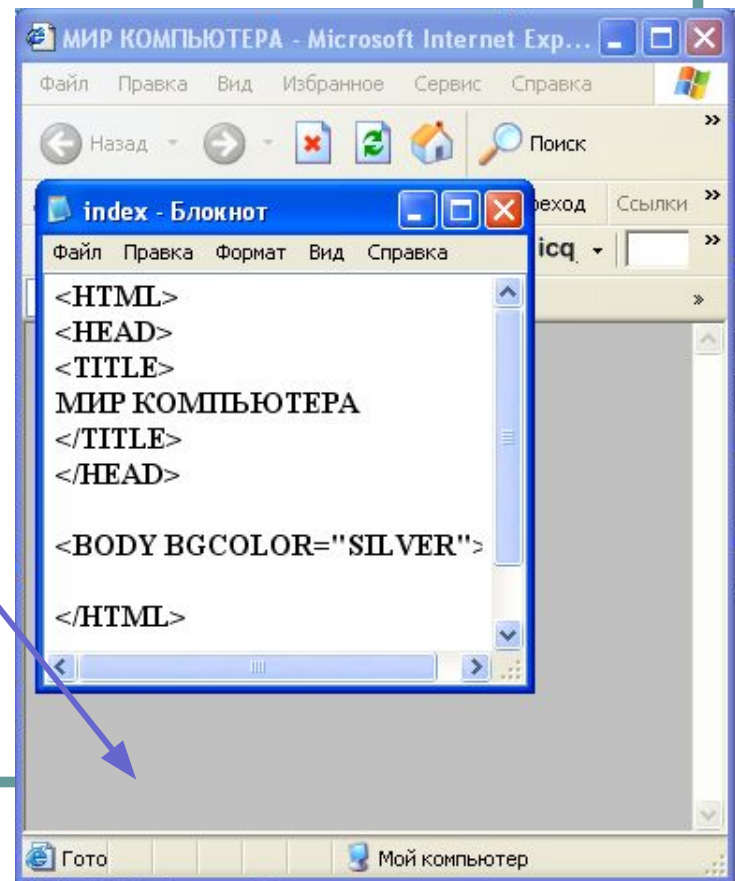 МИР КОМПЬЮТЕРА - Microsoft Internet Exp...
Файл Правка Вид Избранное Сервис Справка
Назад Поиск »
index - Блокнот
реход Ссылки »
Файл Правка Формат Вид Справка
icq »
»
<HTML>
<HEAD>
<TITLE>
МИР КОМПЬЮТЕРА
</TITLE>
</HEAD>
<BODY BGCOLOR="SILVER">
</HTML>
Гото Мой компьютер